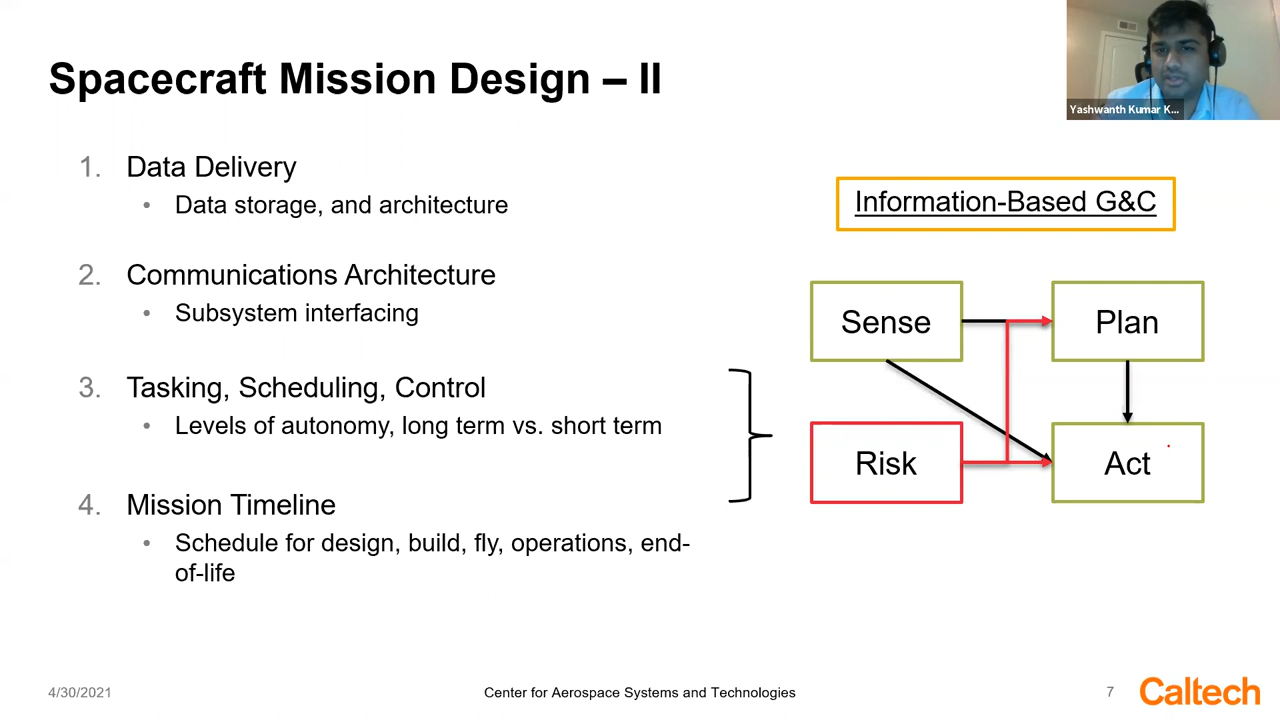 Spacecraft Mission Design – II
Yashwanth Kumar K...
1. Data Delivery
• Data storage, and architecture
2. Communications Architecture
• Subsystem interfacing
3. Tasking, Scheduling, Control
• Levels of autonomy, long term vs. short term
4. Mission Timeline
• Schedule for design, build, fly, operations, end-
of-life
Information-Based G&C
Sense
Plan
Risk
Act
4/30/2021
Center for Aerospace Systems and Technologies
7
Caltech